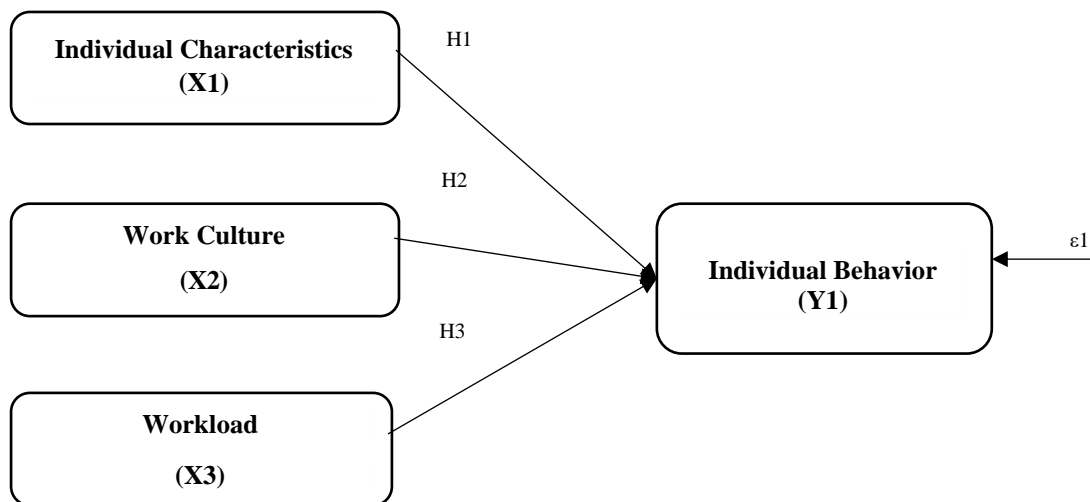 Individual Characteristics
(X1)
H1
H2
Work Culture
(X2)
Individual Behavior
(Y1)
ε1
H3
Workload
(X3)